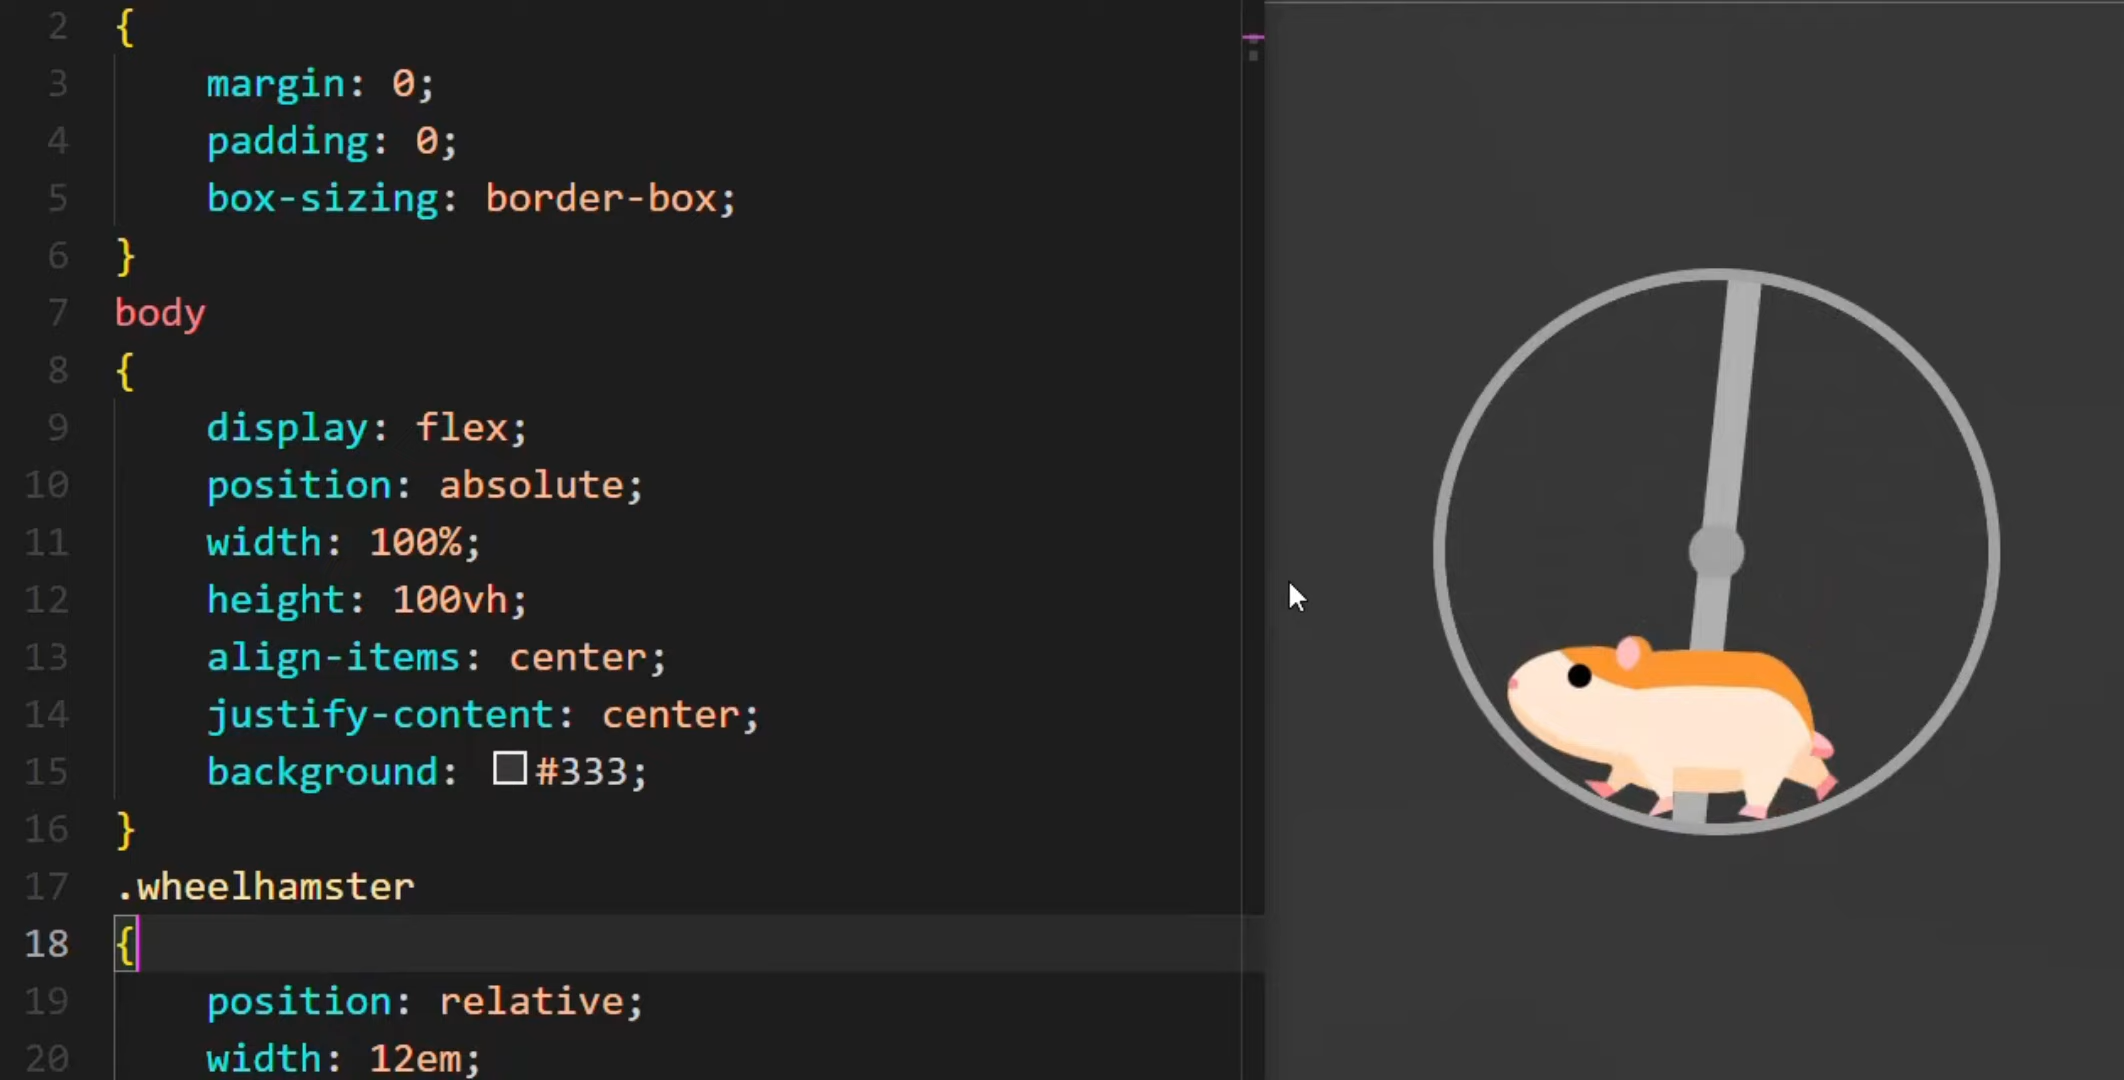 2 {
3 margin: 0;
4 padding: 0;
5 box-sizing: border-box;
6 }
7 body
8 {
9 display: flex;
10 position: absolute;
11 width: 100%;
12 height: 100vh;
13 align-items: center;
14 justify-content: center;
15 background: #333;
16 }
17 .wheelhamster
18 {
19 position: relative;
20 width: 12em;